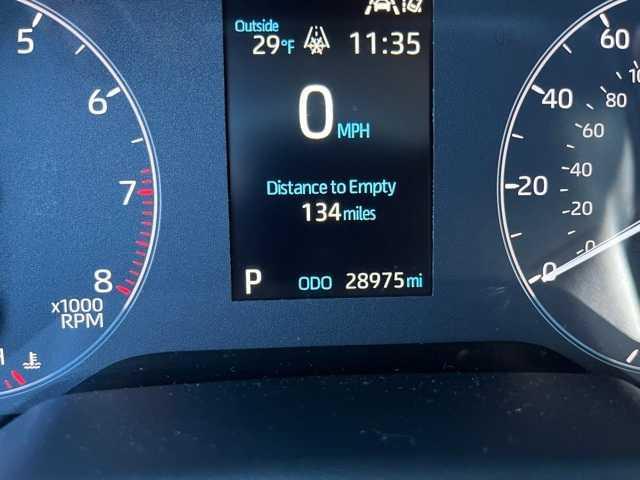 Outside
29°F
11:35
0 MPH
Distance to Empty
134 miles
P
ODO 28975 mi
5
6
7
8
x1000
RPM
H
60
40
20
0
80
60
40
20
0